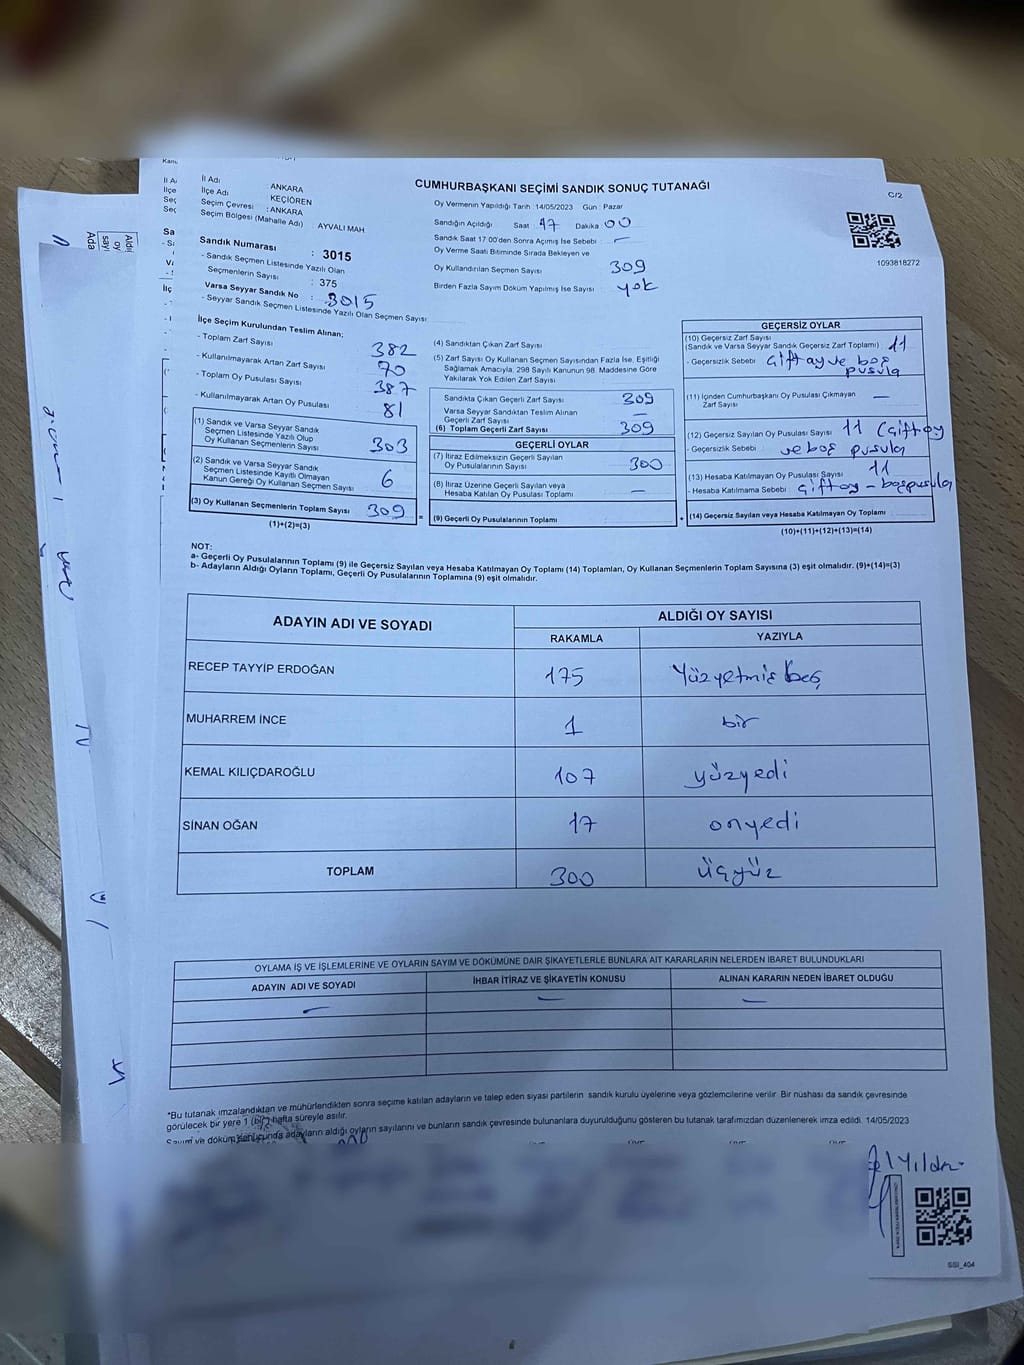 CUMHURBAŞKANI SEÇİMİ SANDIK SONUÇ TUTANAĞI
C/2
İl Adı : ANKARA
İlçe Adı : KEÇİÖREN
Seçim Çevresi : ANKARA
Seçim Bölgesi (Mahalle Adı) : AYVALI MAH
Sandık Numarası : 3015
- Sandık Seçmen Listesinde Yazılı Olan
Seçmenlerin Sayısı : 375
Varsa Seyyar Sandık No : 3015
- Seyyar Sandık Seçmen Listesinde Yazılı Olan Seçmen Sayısı
Oy Vermenin Yapıldığı Tarih : 14/05/2023 Gün : Pazar
Sandığın Açıldığı Saat 17 Dakika 00
Sandık Saat 17:00'den Sonra Açımış İse Sebebi –
Oy Verme Saati Bitiminde Sırada Bekleyen ve
Oy Kullandırılan Seçmen Sayısı 309
Birden Fazla Sayım Döküm Yapılmış İse Sayısı yok
1093818272
İlçe Seçim Kurulundan Teslim Alınan;
- Toplam Zarf Sayısı 382
- Kullanılmayarak Artan Zarf Sayısı 70
- Toplam Oy Pusulası Sayısı 387
- Kullanılmayarak Artan Oy Pusulası 81
(1) Sandık ve Varsa Seyyar Sandık
Seçmen Listesinde Yazılı Olup
Oy Kullanan Seçmenlerin Sayısı 303
(2) Sandık ve Varsa Seyyar Sandık
Seçmen Listesinde Kayıtlı Olmayan
Kanun Gereği Oy Kullanan Seçmen Sayısı 6
(3) Oy Kullanan Seçmenlerin Toplam Sayısı 309
(1)+(2)=(3)
(4) Sandıktan Çıkan Zarf Sayısı
(5) Zarf Sayısı Oy Kullanan Seçmen Sayısından Fazla İse, Eşitliği
Sağlamak Amacıyla, 298 Sayılı Kanunun 98. Maddesine Göre
Yakılarak Yok Edilen Zarf Sayısı
Sandıkta Çıkan Geçerli Zarf Sayısı 309
Varsa Seyyar Sandıktan Teslim Alınan
Geçerli Zarf Sayısı –
(6) Toplam Geçerli Zarf Sayısı 309
GEÇERLİ OYLAR
(7) İtiraz Edilmeksizin Geçerli Sayılan
Oy Pusulalarının Sayısı 300
(8) İtiraz Üzerine Geçerli Sayılan veya
Hesaba Katılan Oy Pusulası Toplamı –
= (9) Geçerli Oy Pusulalarının Toplamı
GEÇERSİZ OYLAR
(10) Geçersiz Zarf Sayısı
(Sandık ve Varsa Seyyar Sandık Geçersiz Zarf Toplamı) 11
- Geçersizlik Sebebi çift ay ve boş
pusula
(11) İçinden Cumhurbaşkanı Oy Pusulası Çıkmayan
Zarf Sayısı –
(12) Geçersiz Sayılan Oy Pusulası Sayısı 11 (çift oy
- Geçersizlik Sebebi ve boş pusula
(13) Hesaba Katılmayan Oy Pusulası Sayısı 11
- Hesaba Katılmama Sebebi çift oy – boş pusula
+ (14) Geçersiz Sayılan veya Hesaba Katılmayan Oy Toplamı
(10)+(11)+(12)+(13)=(14)
NOT:
a- Geçerli Oy Pusulalarının Toplamı (9) ile Geçersiz Sayılan veya Hesaba Katılmayan Oy Toplamı (14) Toplamları, Oy Kullanan Seçmenlerin Toplam Sayısına (3) eşit olmalıdır. (9)+(14)=(3)
b- Adayların Aldığı Oyların Toplamı, Geçerli Oy Pusulalarının Toplamına (9) eşit olmalıdır.
ADAYIN ADI VE SOYADI
ALDIĞI OY SAYISI
RAKAMLA YAZIYLA
RECEP TAYYİP ERDOĞAN 175 Yüzyetmiş beş
MUHARREM İNCE 1 bir
KEMAL KILIÇDAROĞLU 107 yüzyedi
SİNAN OĞAN 17 onyedi
TOPLAM 300 üçyüz
OYLAMA İŞ VE İŞLEMLERİNE VE OYLARIN SAYIM VE DÖKÜMÜNE DAİR ŞİKAYETLERLE BUNLARA AİT KARARLARIN NELERDEN İBARET BULUNDUKLARI
ADAYIN ADI VE SOYADI İHBAR İTİRAZ VE ŞİKAYETİN KONUSU ALINAN KARARIN NEDEN İBARET OLDUĞU
– – –
*Bu tutanak imzalandıktan ve mühürlendikten sonra seçime katılan adayların ve talep eden siyasi partilerin sandık kurulu üyelerine veya gözlemcilerine verilir. Bir nüshası da sandık çevresinde
görülecek bir yere 1 (bir) hafta süreyle asılır.
Sayım ve döküm sonucunda adayların aldığı oyların sayılarını ve bunların sandık çevresinde bulunanlara duyurulduğunu gösteren bu tutanak tarafımızdan düzenlenerek imza edildi. 14/05/2023
SSI_404